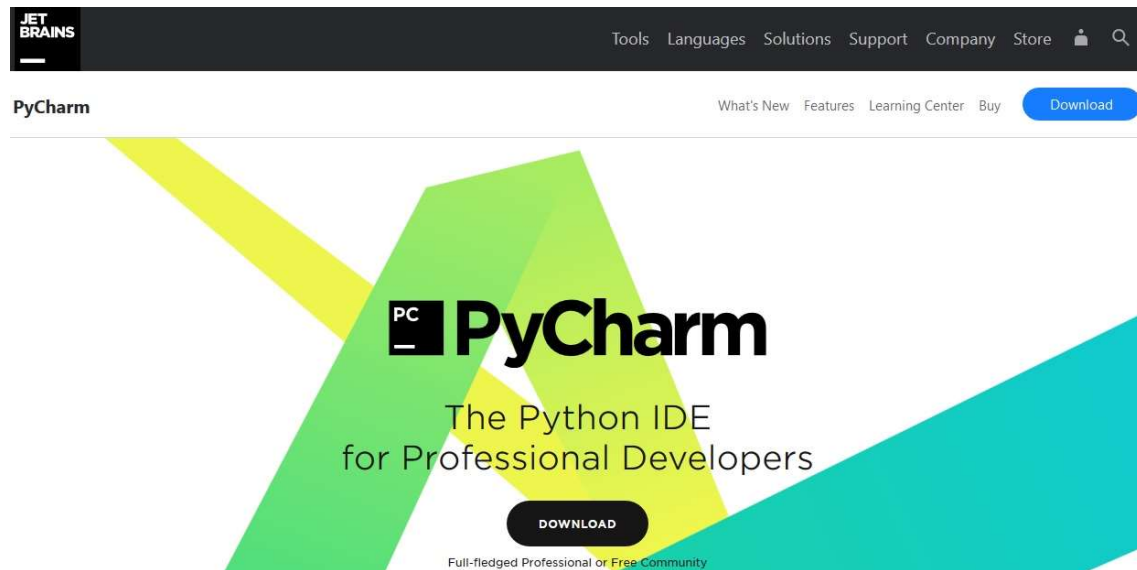 JET
BRAINS
Tools Languages Solutions Support Company Store
PyCharm
What's New Features Learning Center Buy Download
PC
PyCharm
The Python IDE
for Professional Developers
DOWNLOAD
Full-fledged Professional or Free Community